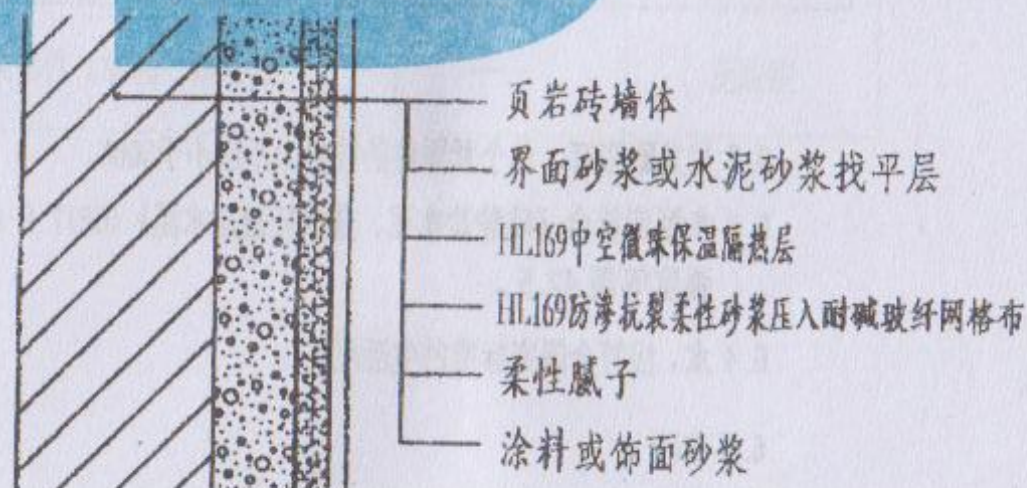 页岩砖墙体
界面砂浆或水泥砂浆找平层
HL169中空微珠保温隔热层
HL169防渗抗裂柔性砂浆压入耐碱玻纤网格布
柔性腻子
涂料或饰面砂浆